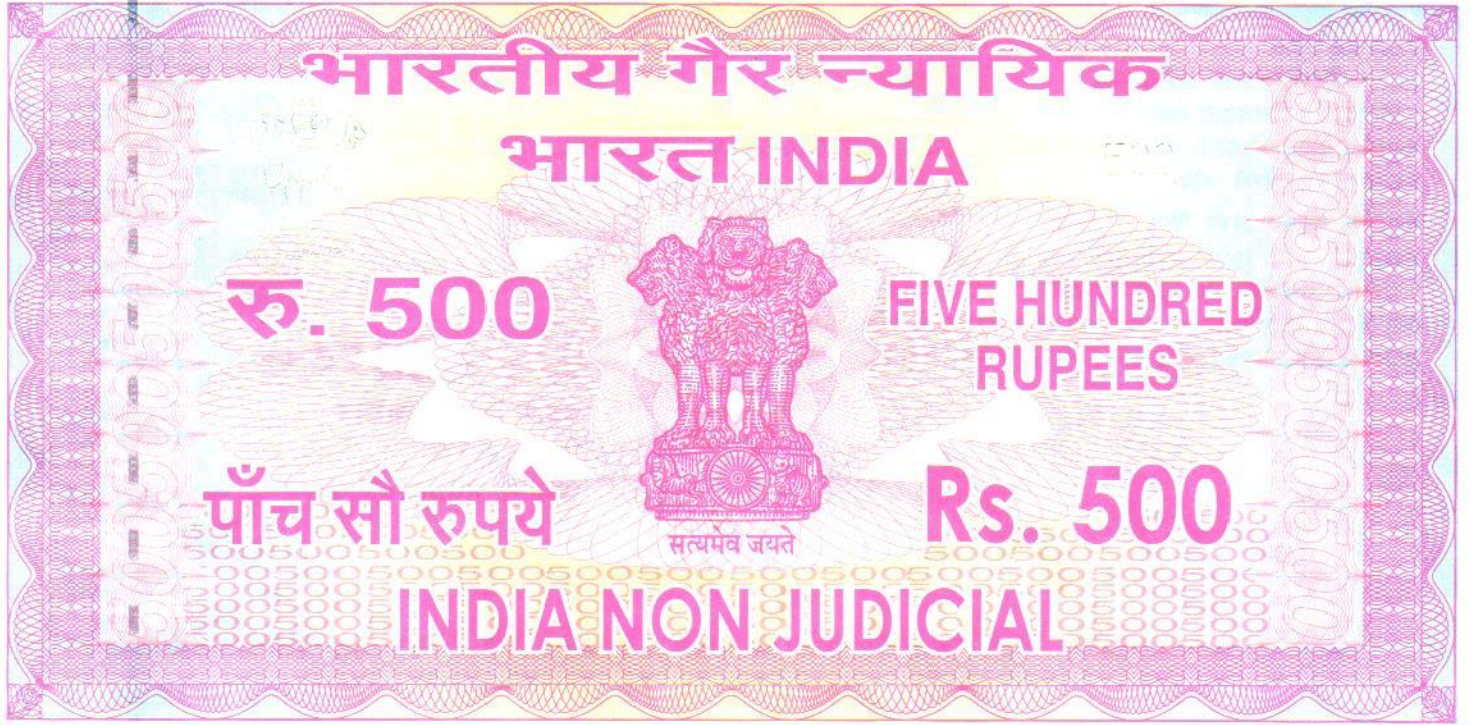 भारतीय गैर न्यायिक
भारत INDIA
रु. 500
FIVE HUNDRED
RUPEES
पाँच सौ रुपये
Rs. 500
सत्यमेव जयते
INDIA NON JUDICIAL